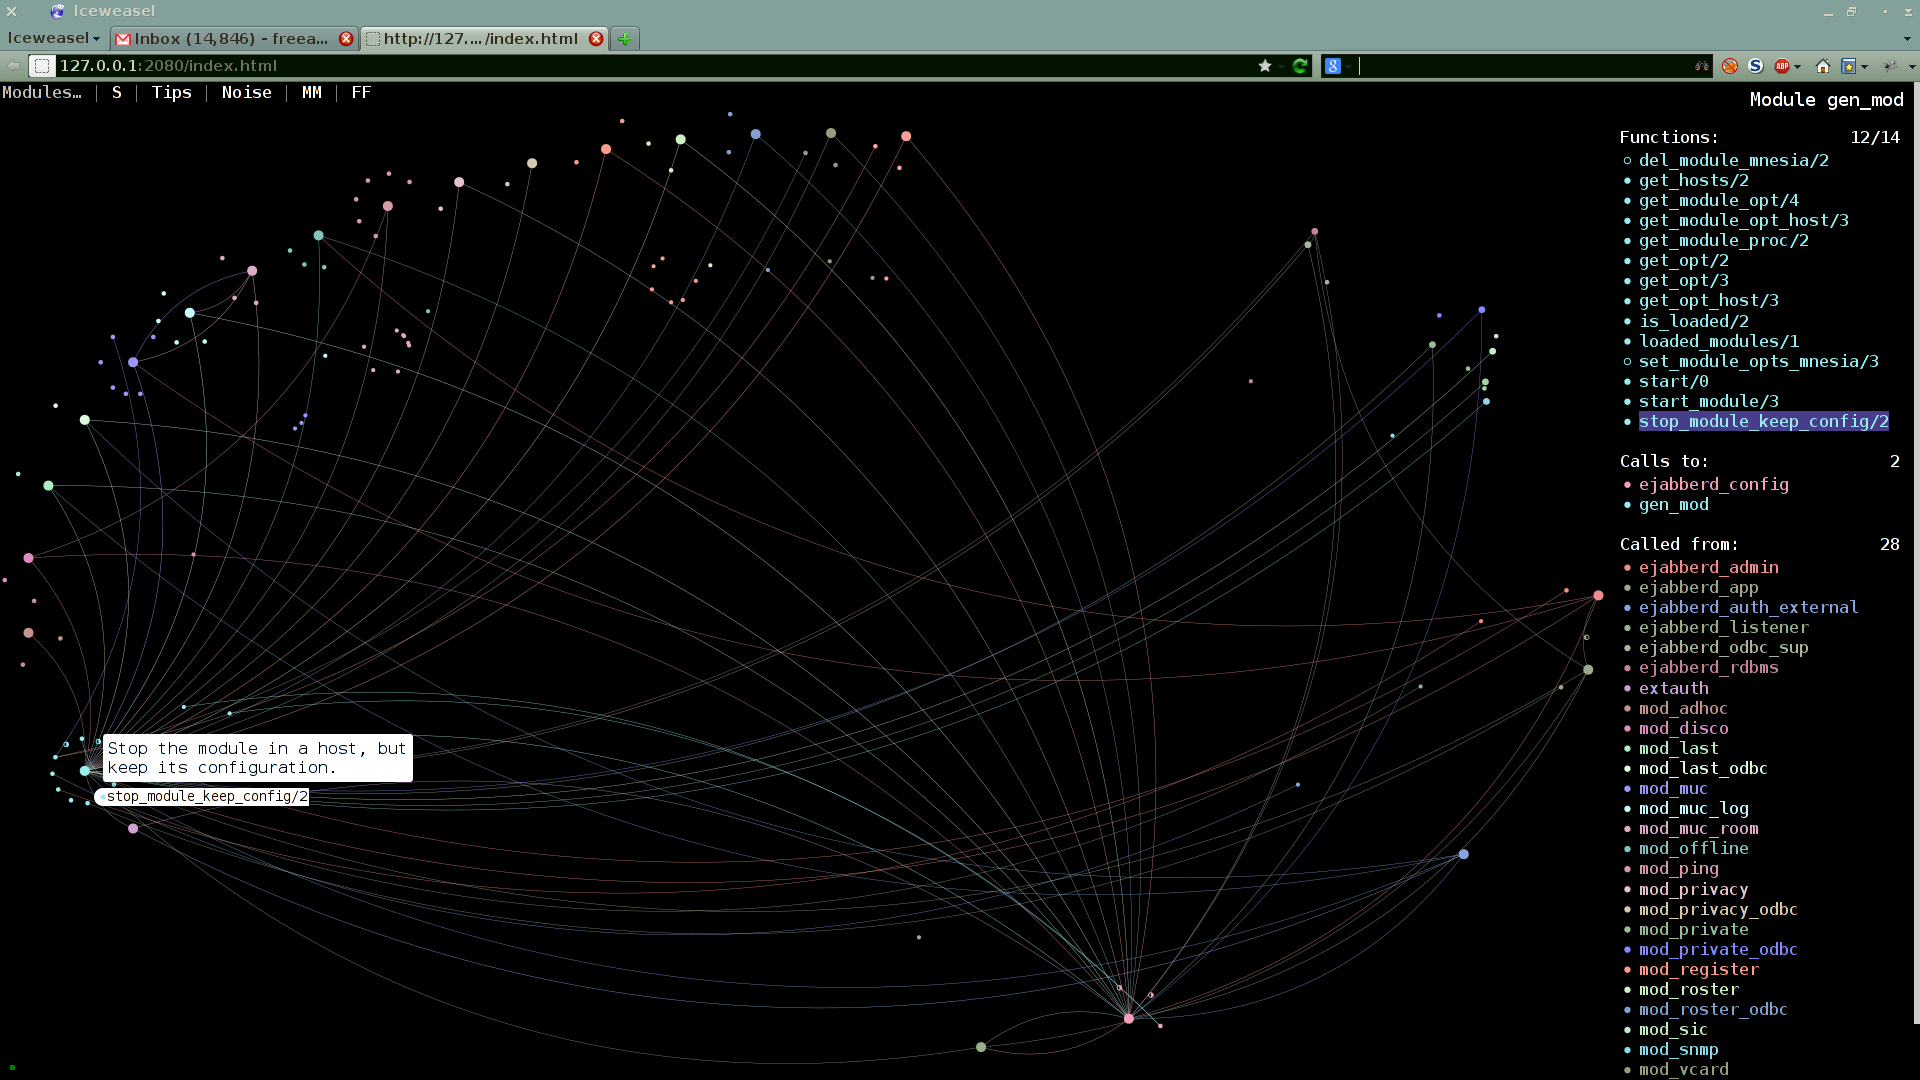 Iceweasel
Iceweasel
Inbox (14,846) - freea...
http://127.... /index.html
127.0.0.1:2080/index.html
Modules… | S | Tips | Noise | MM | FF
Module gen_mod
Functions: 12/14
del_module_mnesia/2
get_hosts/2
get_module_opt/4
get_module_opt_host/3
get_module_proc/2
get_opt/2
get_opt/3
get_opt_host/3
is_loaded/2
loaded_modules/1
set_module_opts_mnesia/3
start/0
start_module/3
stop_module_keep_config/2
Calls to: 2
ejabberd_config
gen_mod
Called from: 28
ejabberd_admin
ejabberd_app
ejabberd_auth_external
ejabberd_listener
ejabberd_odbc_sup
ejabberd_rdbms
extauth
mod_adhoc
mod_disco
mod_last
mod_last_odbc
mod_muc
mod_muc_log
mod_muc_room
mod_offline
mod_ping
mod_privacy
mod_privacy_odbc
mod_private
mod_private_odbc
mod_register
mod_roster
mod_roster_odbc
mod_sic
mod_snmp
mod_vcard
Stop the module in a host, but
keep its configuration.
stop_module_keep_config/2